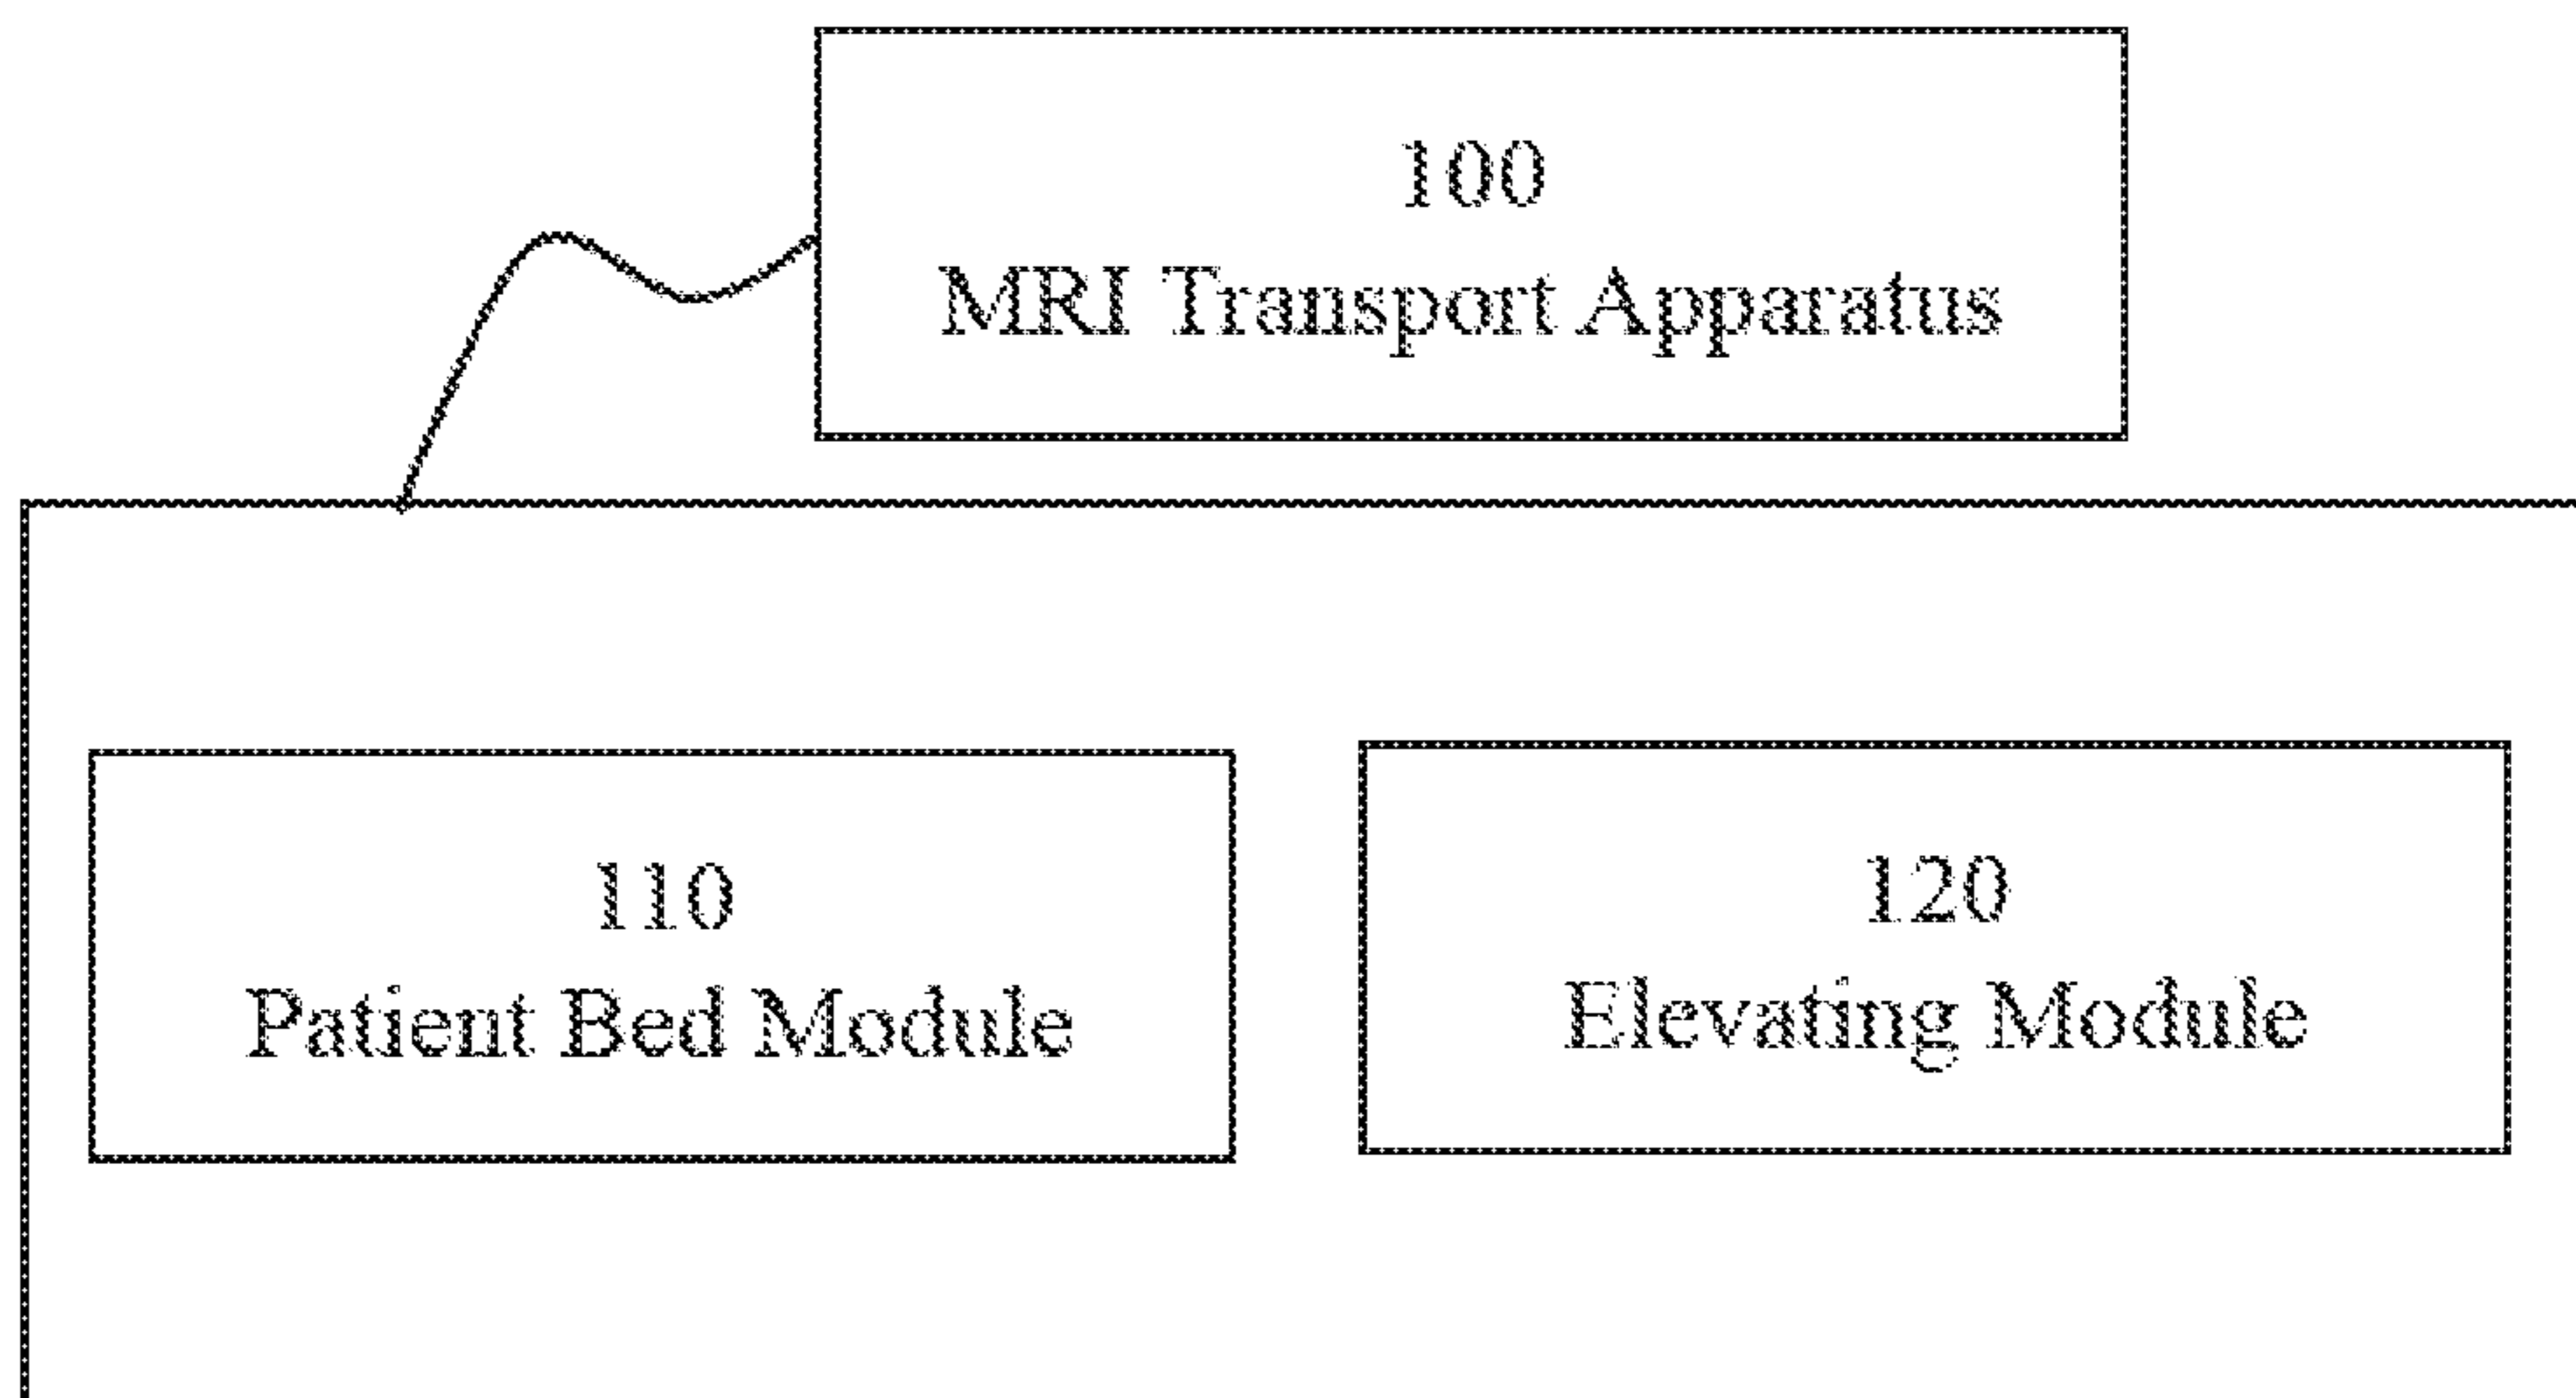 100
MRI Transport Apparatus
110
Patient Bed Module
120
Elevating Module